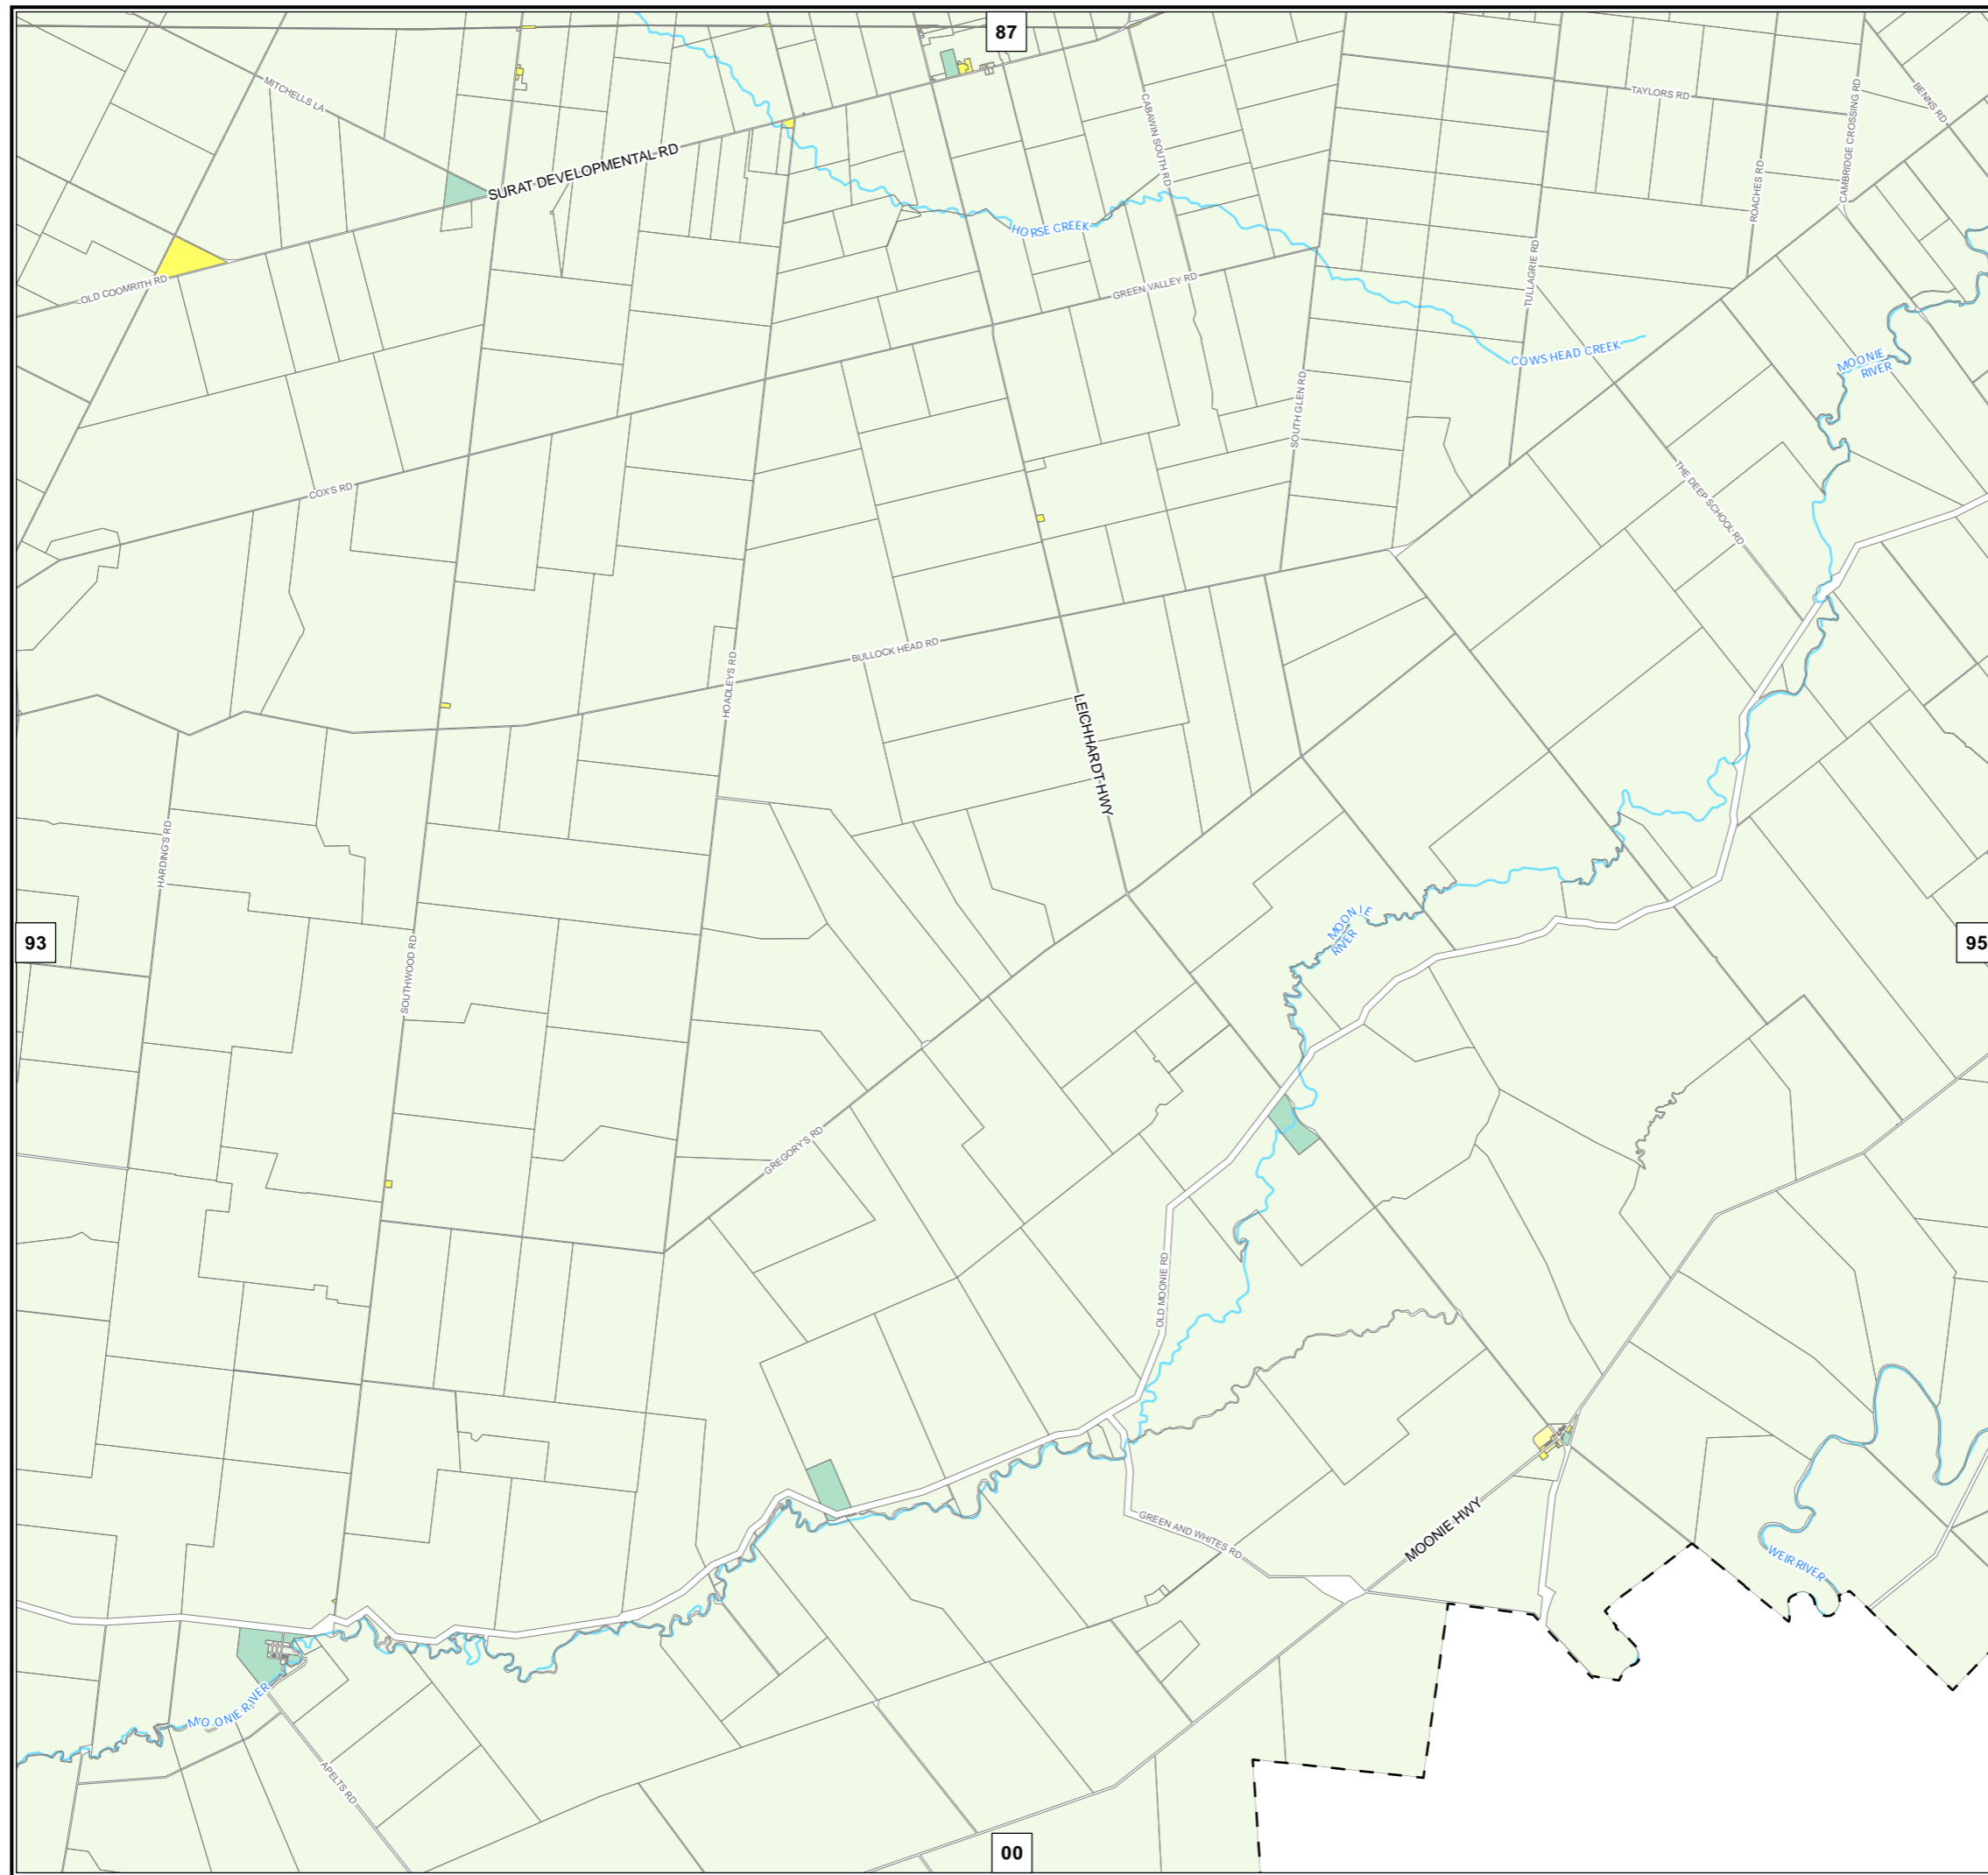 87
MITCHELLS LA
CABAWIN SOUTH RD
TAYLORS RD
CAMBRIDGE CROSSING RD
BENNS RD
SURAT DEVELOPMENTAL RD
ROACHES RD
HORSE CREEK
TULLAGRIE RD
OLD COOMRITH RD
GREEN VALLEY RD
COWS HEAD CREEK
MOONIE
RIVER
SOUTH GLEN RD
COX'S RD
THE DEEP SCHOOL RD
BULLOCK HEAD RD
HOADLEYS RD
LEICHHARDT HWY
HARDING'S RD
MOONIE
RIVER
93
95
SOUTHWOOD RD
GREGORY'S RD
OLD MOONIE RD
GREEN AND WHITES RD
MOONIE HWY
WEIR RIVER
MOONIE RIVER
APELTS RD
00